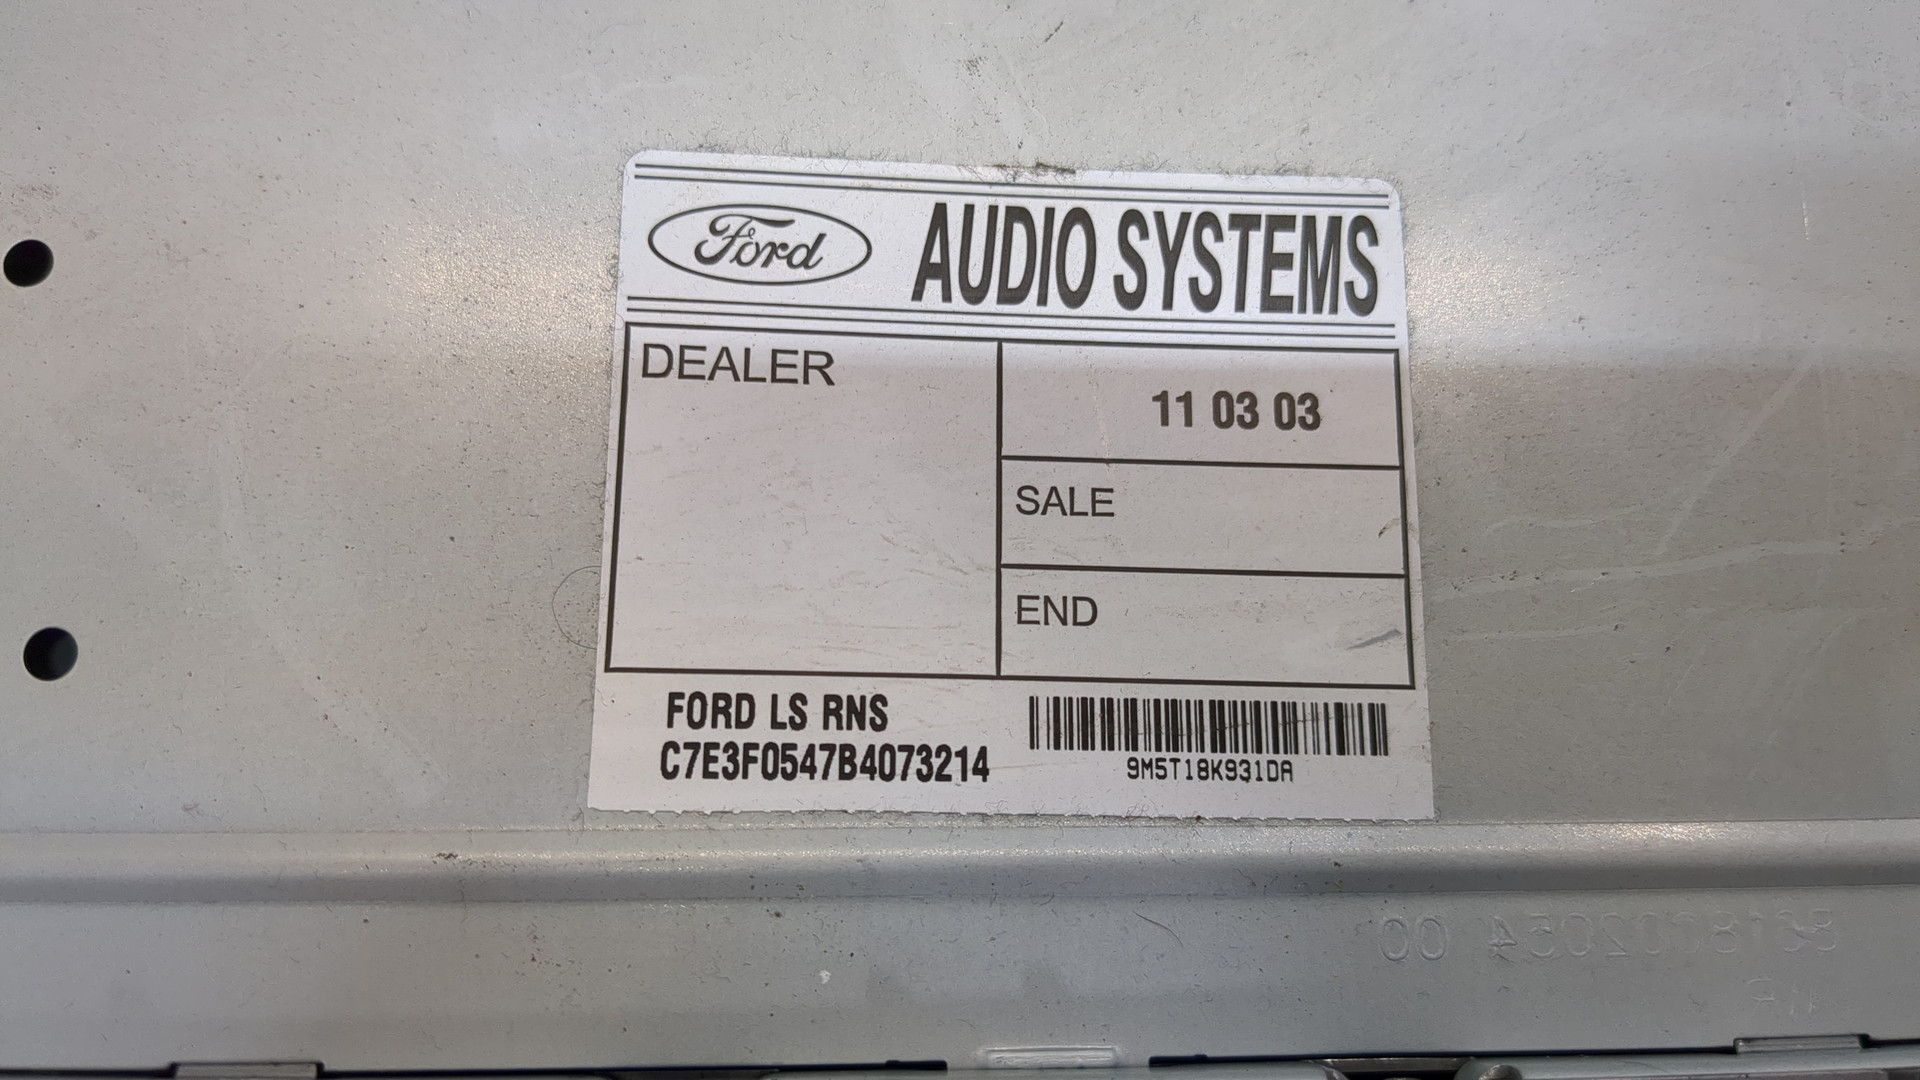 Ford AUDIO SYSTEMS
DEALER
11 03 03
SALE
END
FORD LS RNS
C7E3F0547B4073214
9M5T18K931DA